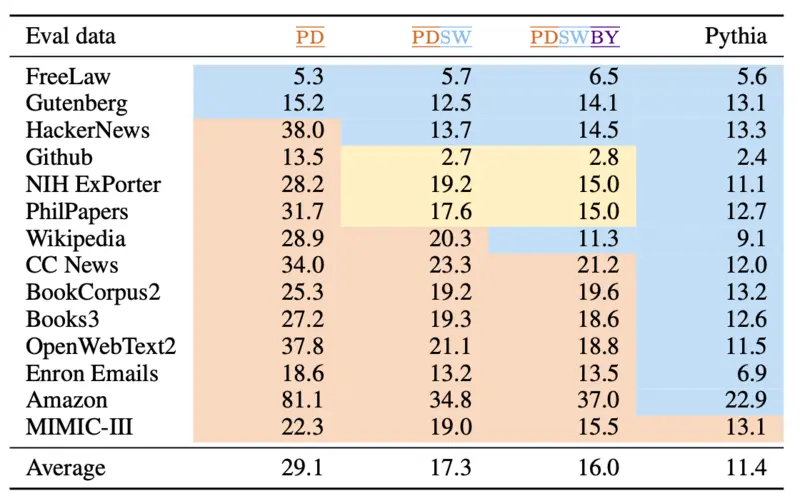 Eval data PD PDSW PDSWBY Pythia
FreeLaw 5.3 5.7 6.5 5.6
Gutenberg 15.2 12.5 14.1 13.1
HackerNews 38.0 13.7 14.5 13.3
Github 13.5 2.7 2.8 2.4
NIH ExPorter 28.2 19.2 15.0 11.1
PhilPapers 31.7 17.6 15.0 12.7
Wikipedia 28.9 20.3 11.3 9.1
CC News 34.0 23.3 21.2 12.0
BookCorpus2 25.3 19.2 19.6 13.2
Books3 27.2 19.3 18.6 12.6
OpenWebText2 37.8 21.1 18.8 11.5
Enron Emails 18.6 13.2 13.5 6.9
Amazon 81.1 34.8 37.0 22.9
MIMIC-III 22.3 19.0 15.5 13.1
Average 29.1 17.3 16.0 11.4